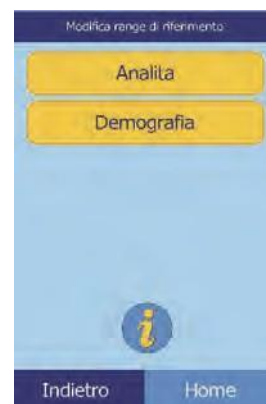 Modifica range di riferimento
Analita
Demografia
i
Indietro
Home